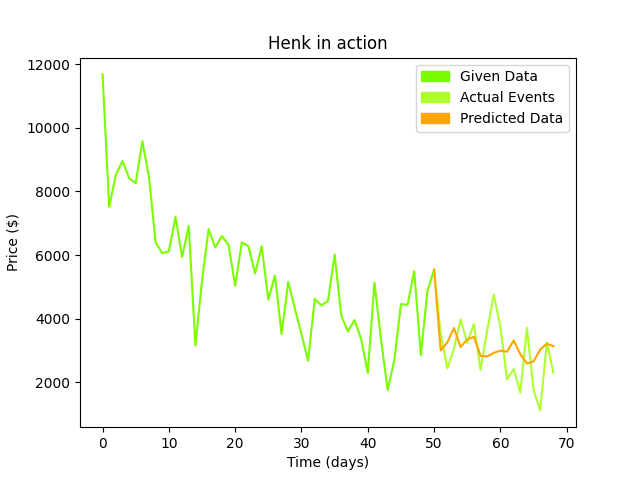 Henk in action
Given Data
Actual Events
Predicted Data
Price ($)
12000
10000
8000
6000
4000
2000
0 10 20 30 40 50 60 70
Time (days)